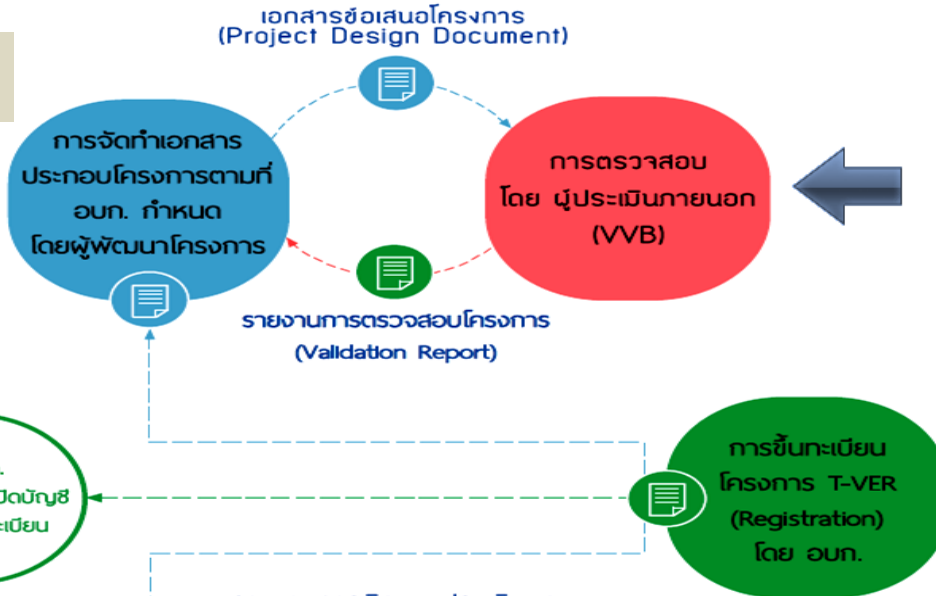 เอกสารข้อเสนอโครงการ
(Project Design Document)
การจัดทำเอกสาร
ประกอบโครงการตามที่
อบก. กำหนด
โดยผู้พัฒนาโครงการ
การตรวจสอบ
โดย ผู้ประเมินภายนอก
(VVB)
รายงานการตรวจสอบโครงการ
(Validation Report)
การขึ้นทะเบียน
โครงการ T-VER
(Registration)
โดย อบก.